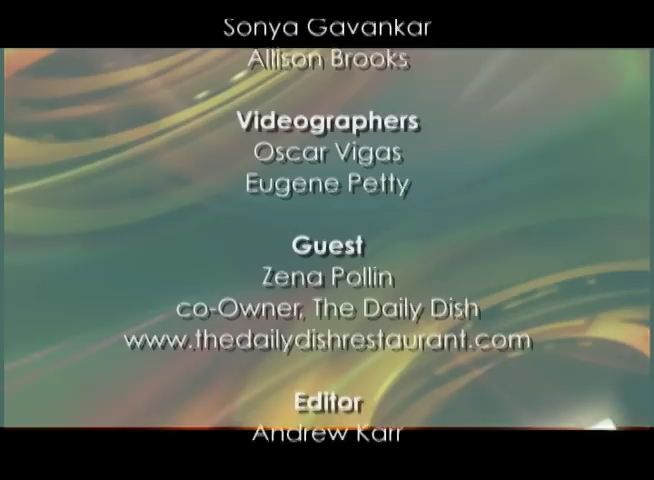 Sonya Gavankar
Allison Brooks
Videographers
Oscar Vigas
Eugene Petty
Guest
Zena Pollin
co-Owner, The Daily Dish
www.thedailydishrestaurant.com
Editor
Andrew Karr